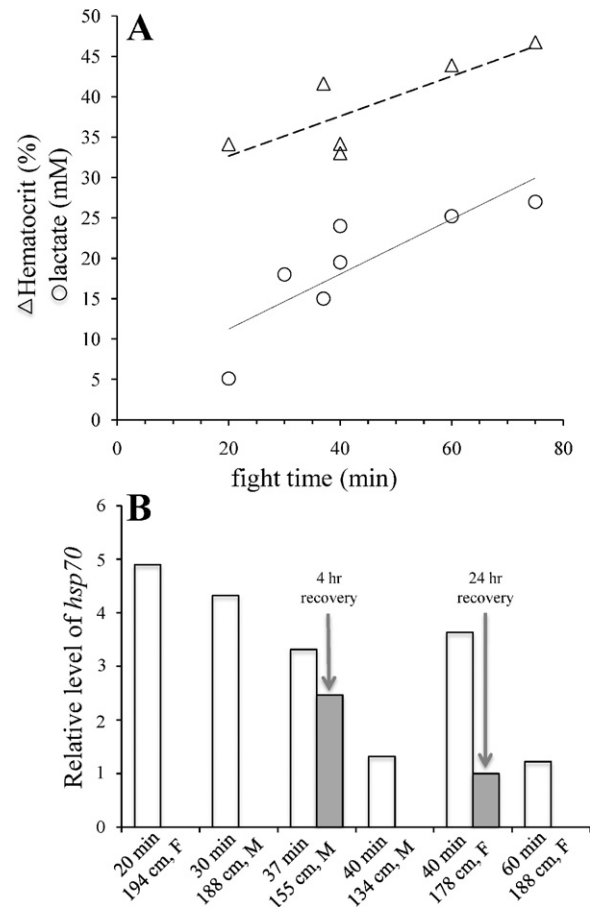 A
50
45
40
35
30
25
20
15
10
5
0
△Hematocrit (%)
○lactate (mM)
0
20
40
60
80
fight time (min)
B
6
5
4
3
2
1
0
Relative level of hsp70
4 hr
recovery
24 hr
recovery
20 min
194 cm, F
30 min
188 cm, M
37 min
155 cm, M
40 min
134 cm, M
40 min
178 cm, F
60 min
188 cm, F